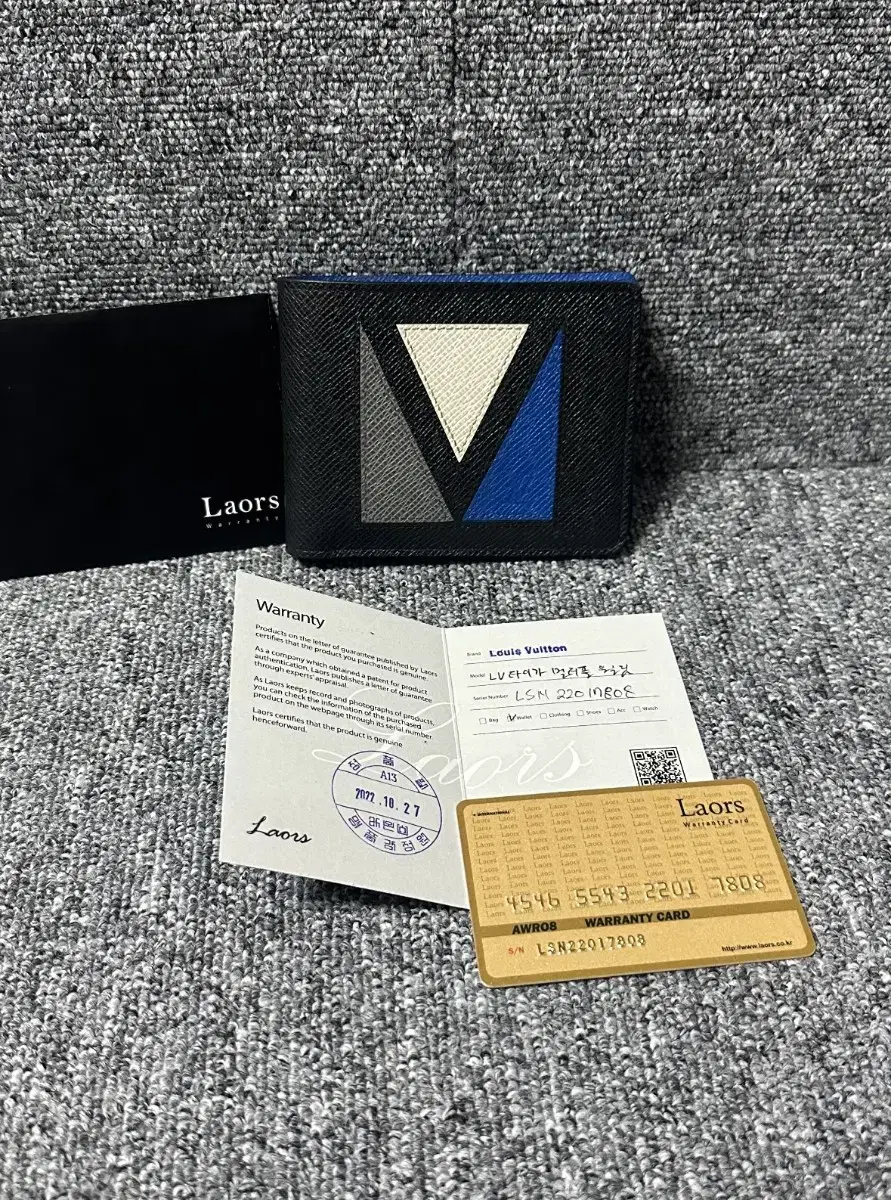 Laors
Warranty
Warranty
Products on the letter of guarantee published by Laors
certifies that the product you purchased is genuine.
As a company which obtained a patent for product
authentication, Laors publishes a letter of guarantee
through experts' appraisal.
As Laors keeps record and photographs of products,
you can check the information of the purchased
product on the webpage through its serial number
henceforward.
Laors certifies that the product is genuine
A13
2022.10.27
Laors
Brand Louis Vuitton
Model LV타이가 멀티플
Serial Number LSN 22017808
Bag Wallet Clothing Shoes Acc Watch
Laors
Laors
Warranty Card
4546 5543 2201 7808
AWR08 WARRANTY CARD
S/N LSN22017808
http://www.laors.co.kr